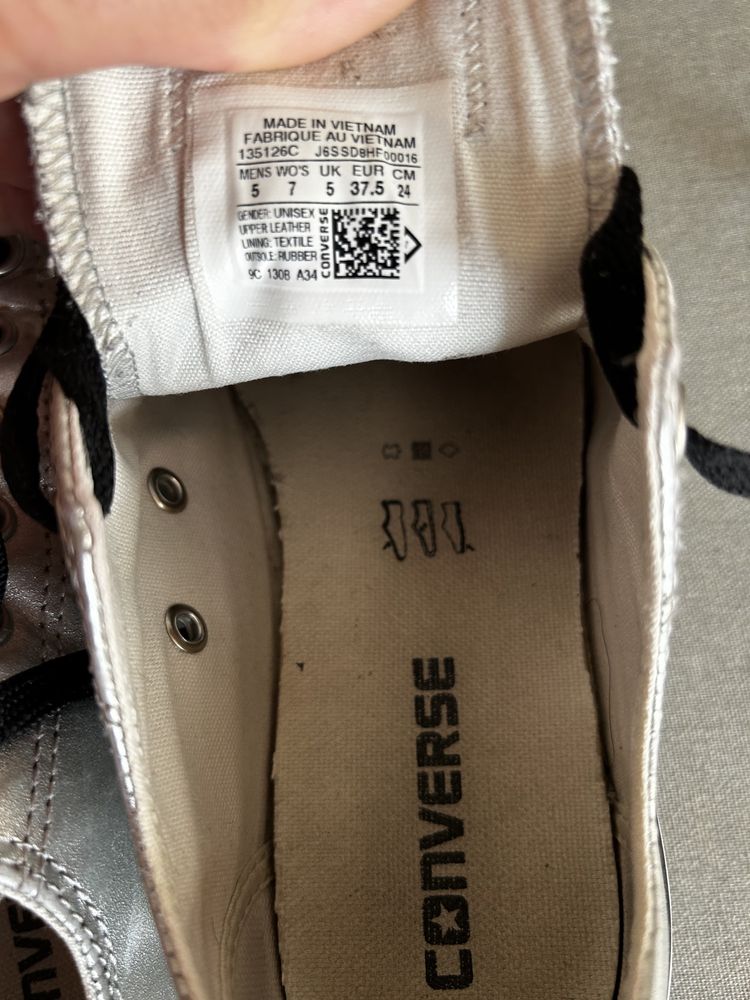 MADE IN VIETNAM
FABRIQUE AU VIETNAM
135126C J6SSD8HF00016
MENS WO'S UK EUR CM
5 7 5 37.5 24
GENDER: UNISEX
UPPER LEATHER
LINING: TEXTILE
OUTSOLE: RUBBER
9C 1308 A34
CONVERSE
CONVERSE